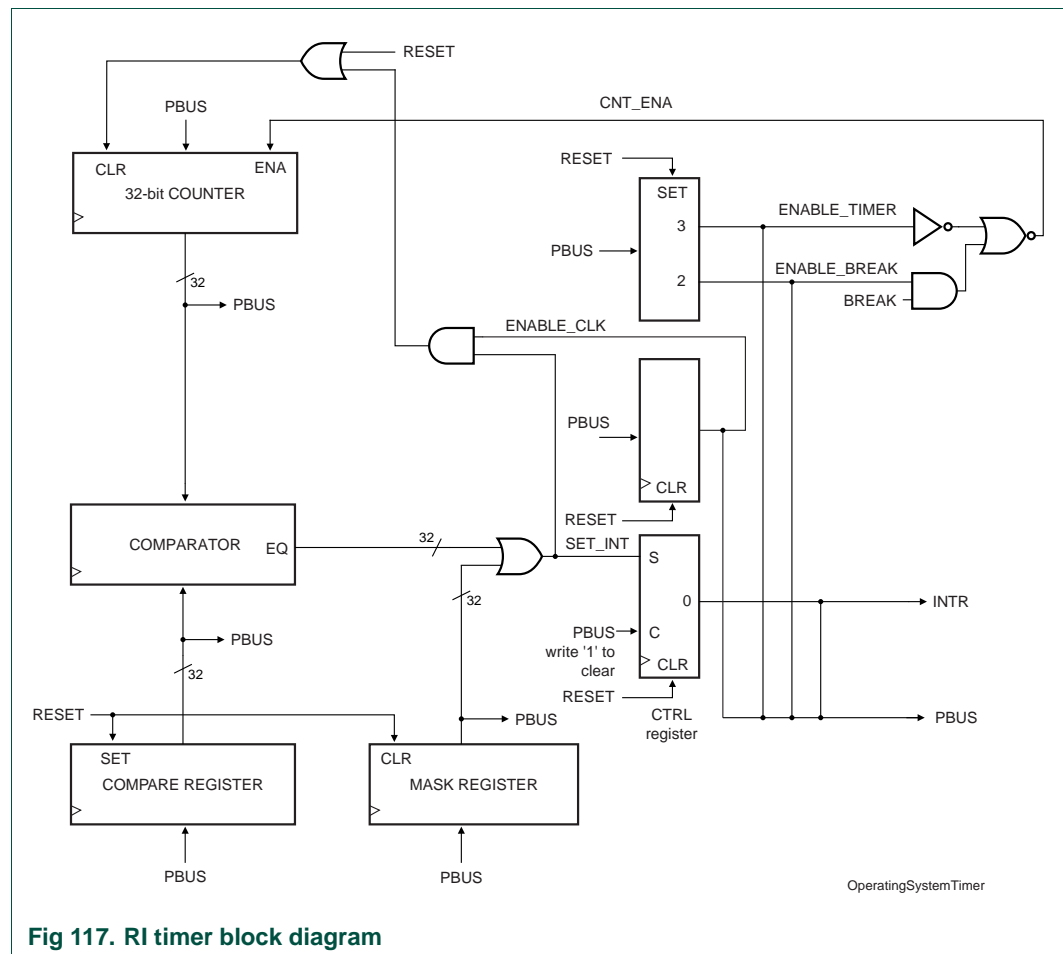 RESET
PBUS
CNT_ENA
CLR
ENA
32-bit COUNTER
RESET
SET
3
ENABLE_TIMER
PBUS
2
ENABLE_BREAK
BREAK
32
PBUS
ENABLE_CLK
PBUS
CLR
RESET
COMPARATOR
EQ
32
SET_INT
S
0
INTR
32
PBUS
write '1' to
clear
C
CLR
PBUS
32
RESET
RESET
PBUS
CTRL
register
PBUS
SET
COMPARE REGISTER
CLR
MASK REGISTER
PBUS
PBUS
OperatingSystemTimer
Fig 117. RI timer block diagram